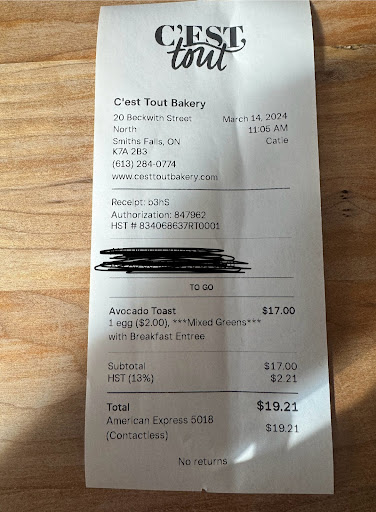 C'EST
tout
C'est Tout Bakery
20 Beckwith Street March 14, 2024
North 11:05 AM
Smiths Falls, ON Catie
K7A 2B3
(613) 284-0774
www.cesttoutbakery.com
Receipt: b3hS
Authorization: 847962
HST # 834068637RT0001
TO GO
Avocado Toast $17.00
1 egg ($2.00), ***Mixed Greens***
with Breakfast Entree
Subtotal $17.00
HST (13%) $2.21
Total $19.21
American Express 5018 $19.21
(Contactless)
No returns